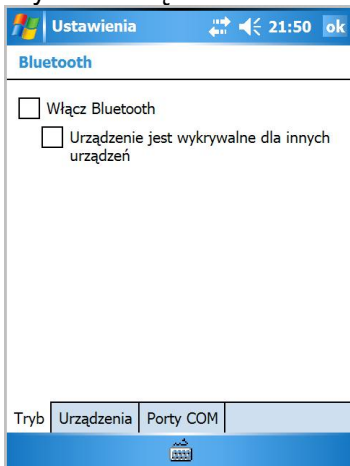 Ustawienia 21:50 ok
Bluetooth
Włącz Bluetooth
Urządzenie jest wykrywalne dla innych
urządzeń
Tryb Urządzenia Porty COM